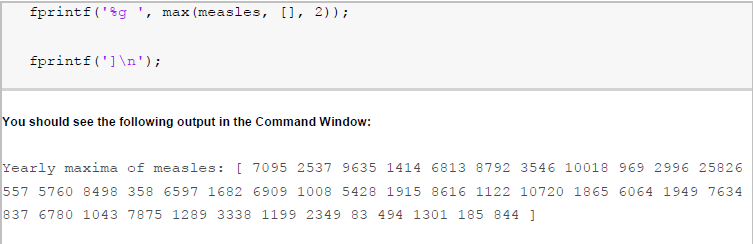 fprintf('%g ', max(measles, [], 2));
fprintf(']\n');
You should see the following output in the Command Window:
Yearly maxima of measles: [ 7095 2537 9635 1414 6813 8792 3546 10018 969 2996 25826
557 5760 8498 358 6597 1682 6909 1008 5428 1915 8616 1122 10720 1865 6064 1949 7634
837 6780 1043 7875 1289 3338 1199 2349 83 494 1301 185 844 ]